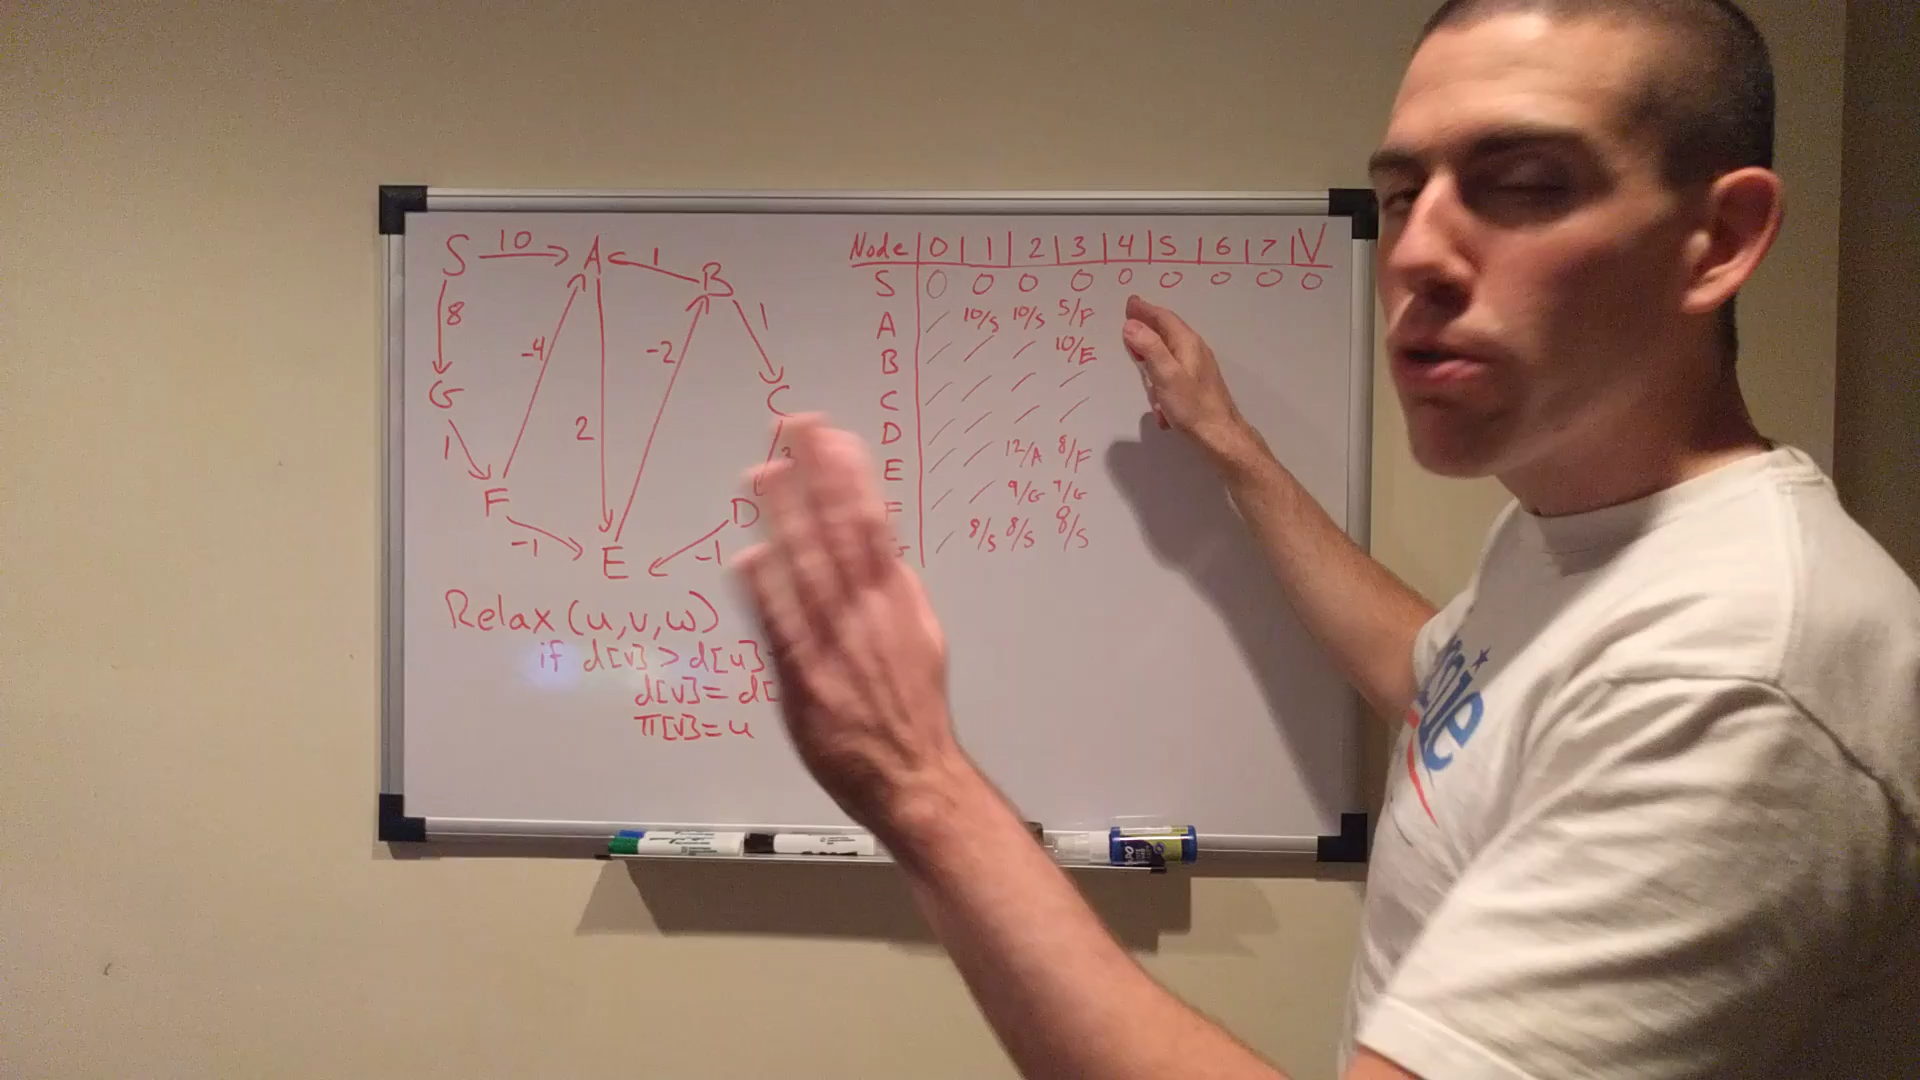 S 10 A 1 B
8 -4 2 -2 1
G 1 C
F -1 E -1 D
Relax (u,v,w)
if d[v] > d[u]
d[v] = d[
π[v] = u
Node | 0 | 1 | 2 | 3 | 4 | 5 | 6 | 7 | V
S 0 0 0 0 0 0 0 0 0
A / 10/S 10/S 5/F
B / / / 10/E
C / / / /
D / / / /
E / / 12/A 8/F
F / / 9/G 9/G
/ 8/S 8/S 8/S